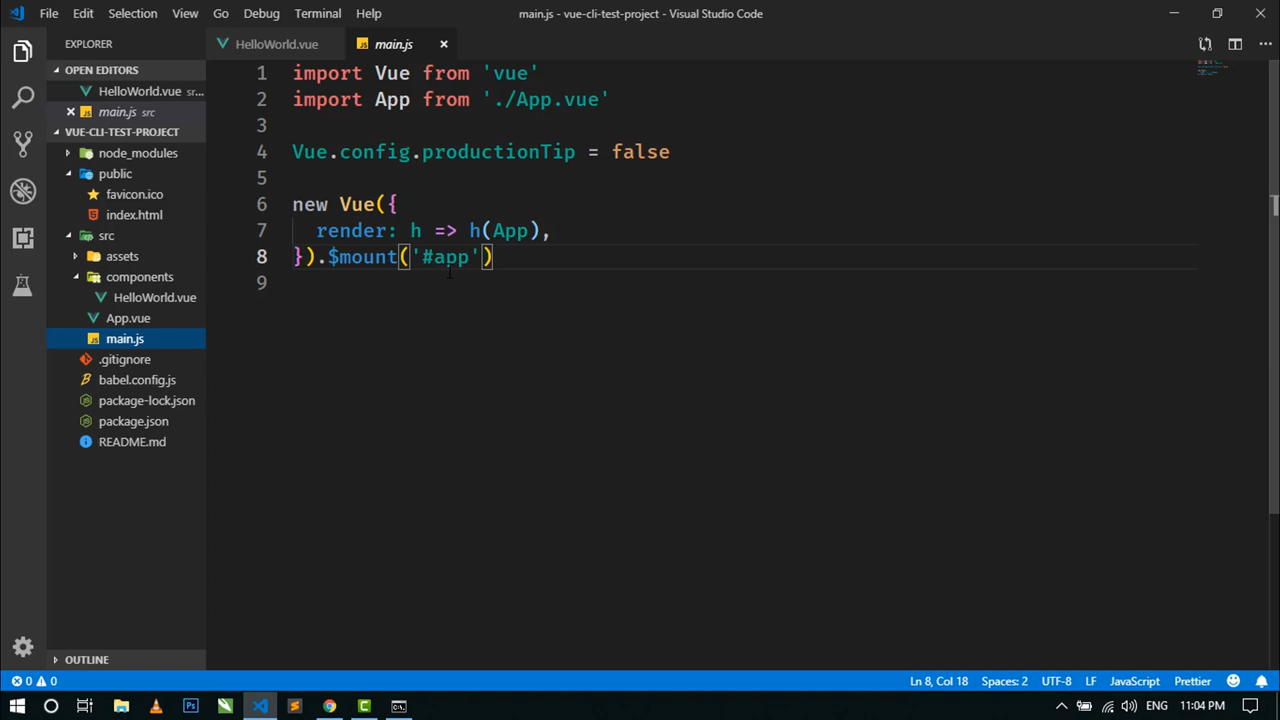 File Edit Selection View Go Debug Terminal Help
main.js - vue-cli-test-project - Visual Studio Code
EXPLORER
HelloWorld.vue
main.js
OPEN EDITORS
HelloWorld.vue sr...
main.js src
VUE-CLI-TEST-PROJECT
node_modules
public
favicon.ico
index.html
src
assets
components
HelloWorld.vue
App.vue
main.js
.gitignore
babel.config.js
package-lock.json
package.json
README.md
OUTLINE
1 import Vue from 'vue'
2 import App from './App.vue'
3
4 Vue.config.productionTip = false
5
6 new Vue({
7 render: h => h(App),
8 }).$mount('#app')
9
0 0
Ln 8, Col 18 Spaces: 2 UTF-8 LF JavaScript Prettier
ENG 11:04 PM